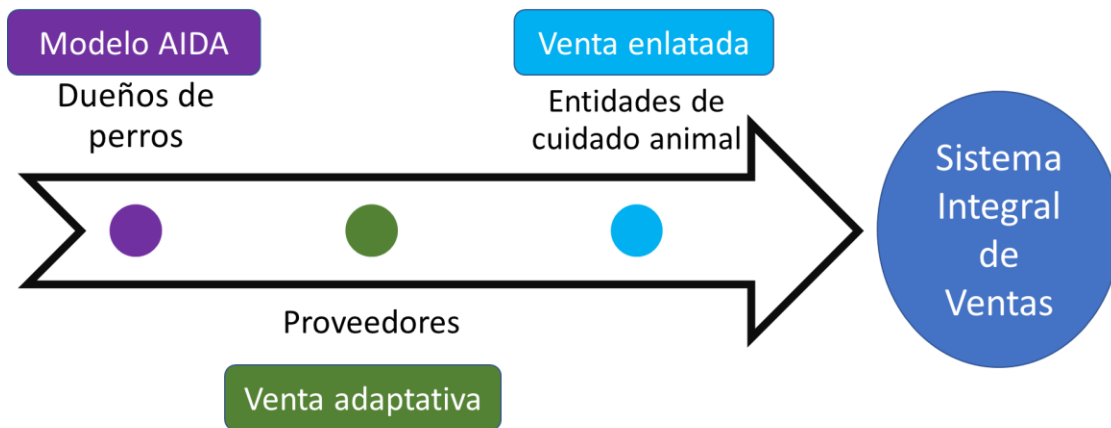 Modelo AIDA
Dueños de
perros
Venta enlatada
Entidades de
cuidado animal
Proveedores
Venta adaptativa
Sistema
Integral
de
Ventas